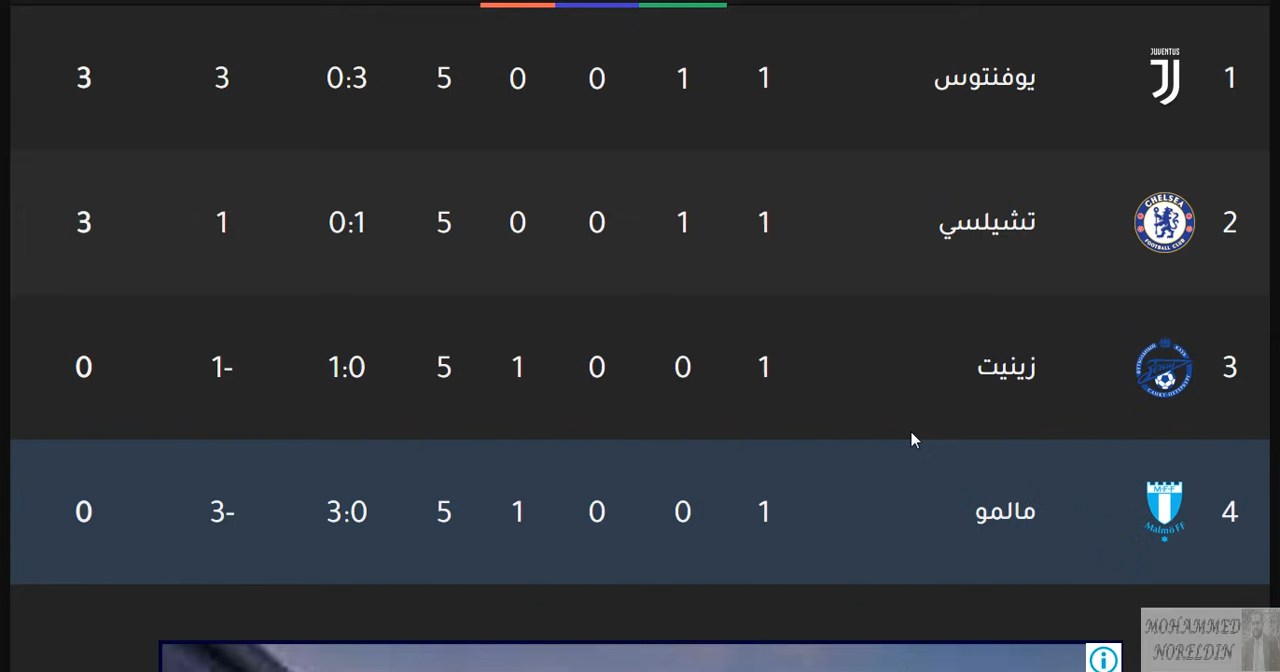 1 JUVENTUS يوفنتوس 1 1 0 0 5 0:3 3 3
2 CHELSEA FOOTBALL CLUB تشيلسي 1 1 0 0 5 0:1 1 3
3 زينيت 1 0 0 1 5 1:0 1- 0
4 MFF Malmö FF مالمو 1 0 0 1 5 3:0 3- 0
MOHAMMED
NORELDIN